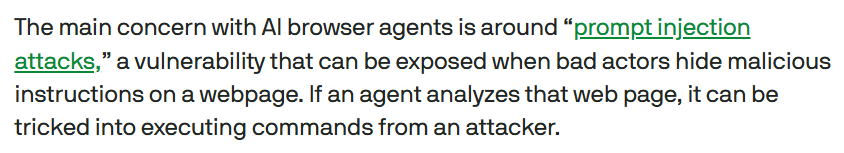 The main concern with AI browser agents is around “prompt injection
attacks,” a vulnerability that can be exposed when bad actors hide malicious
instructions on a webpage. If an agent analyzes that web page, it can be
tricked into executing commands from an attacker.